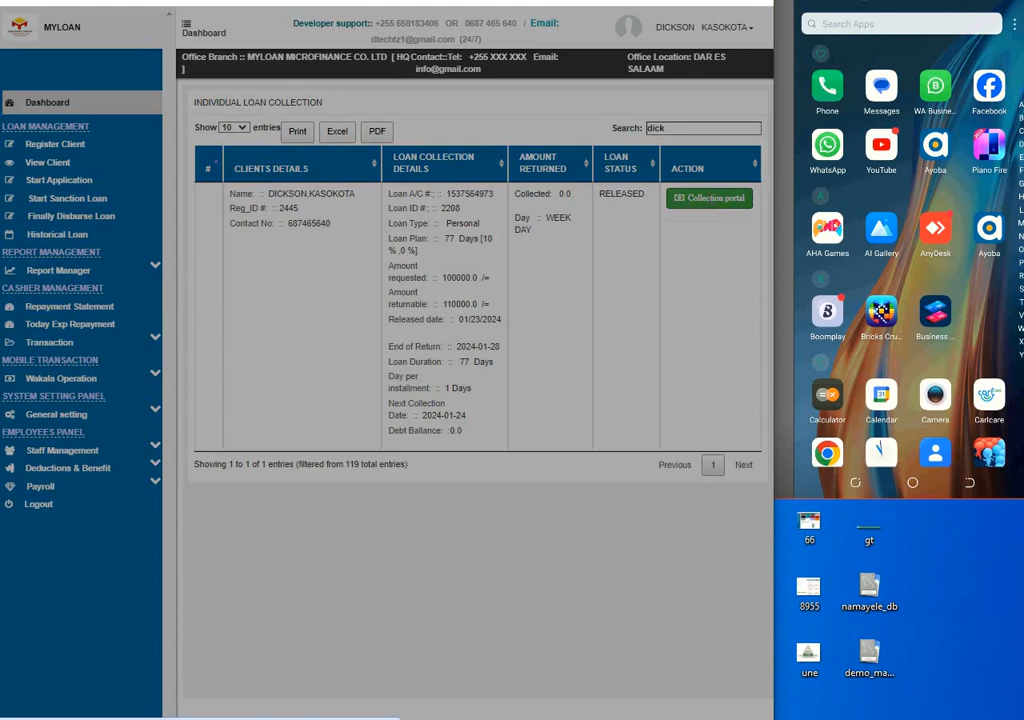 MYLOAN
Dashboard
LOAN MANAGEMENT
Register Client
View Client
Start Application
Start Sanction Loan
Finally Disburse Loan
Historical Loan
REPORT MANAGEMENT
Report Manager
CASHIER MANAGEMENT
Repayment Statement
Today Exp Repayment
Transaction
MOBILE TRANSACTION
Wakala Operation
SYSTEM SETTING PANEL
General setting
EMPLOYEES PANEL
Staff Management
Deductions & Benefit
Payroll
Logout
Dashboard
Developer support:: +255 658183406 OR 0687 465 640 / Email:
dtechtz1@gmail.com (24/7)
DICKSON KASOKOTA
Office Branch :: MYLOAN MICROFINANCE CO. LTD [ HQ Contact::Tel: +255 XXX XXX Email:
] info@gmail.com
Office Location: DAR ES
SALAAM
INDIVIDUAL LOAN COLLECTION
Show 10 entries Print Excel PDF
Search: dick
# CLIENTS DETAILS
LOAN COLLECTION
DETAILS
AMOUNT
RETURNED
LOAN
STATUS
ACTION
Name: :: DICKSON,KASOKOTA
Reg_ID #: :: 2445
Contact No: :: 687465640
Loan A/C #:: :: 1537564973
Loan ID #:: :: 2208
Loan Type: :: Personal
Loan Plan: :: 77 Days [10
% ,0 %]
Amount
requested: :: 100000.0 /=
Amount
returnable: :: 110000.0 /=
Released date: :: 01/23/2024
End of Return: :: 2024-01-28
Loan Duration: :: 77 Days
Day per
installment: :: 1 Days
Next Collection
Date: :: 2024-01-24
Debt Ballance: :0.0
Collected: 0.0
Day :: WEEK
DAY
RELEASED
Collection portal
Showing 1 to 1 of 1 entries (filtered from 119 total entries)
Previous 1 Next
Search Apps
Phone Messages WA Busine... Facebook
WhatsApp YouTube Ayoba Piano Fire
A
AHA Games AI Gallery AnyDesk Ayoba
B
Boomplay Bricks Cru... Business ...
Calculator Calendar Camera Carlcare
66 gt
8955 namayele_db
une demo_ma...